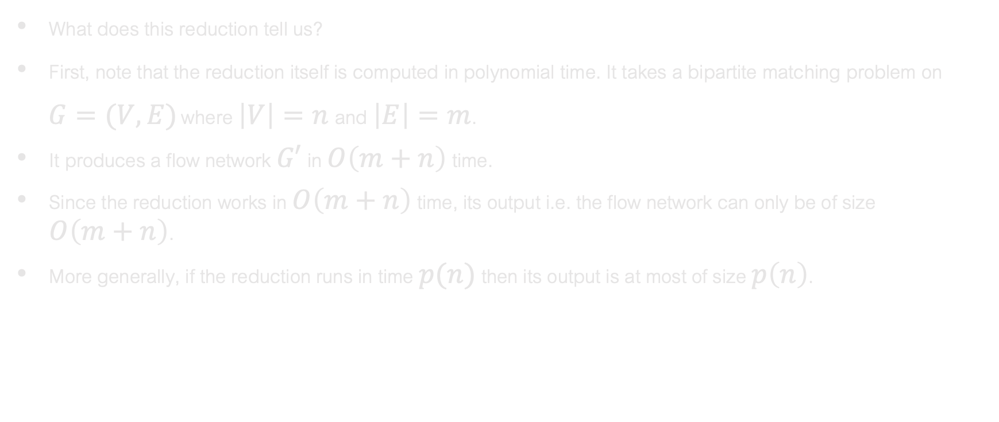 • What does this reduction tell us?
• First, note that the reduction itself is computed in polynomial time. It takes a bipartite matching problem on
G = (V, E) where |V| = n and |E| = m.
• It produces a flow network G′ in O(m + n) time.
• Since the reduction works in O(m + n) time, its output i.e. the flow network can only be of size
O(m + n).
• More generally, if the reduction runs in time p(n) then its output is at most of size p(n).